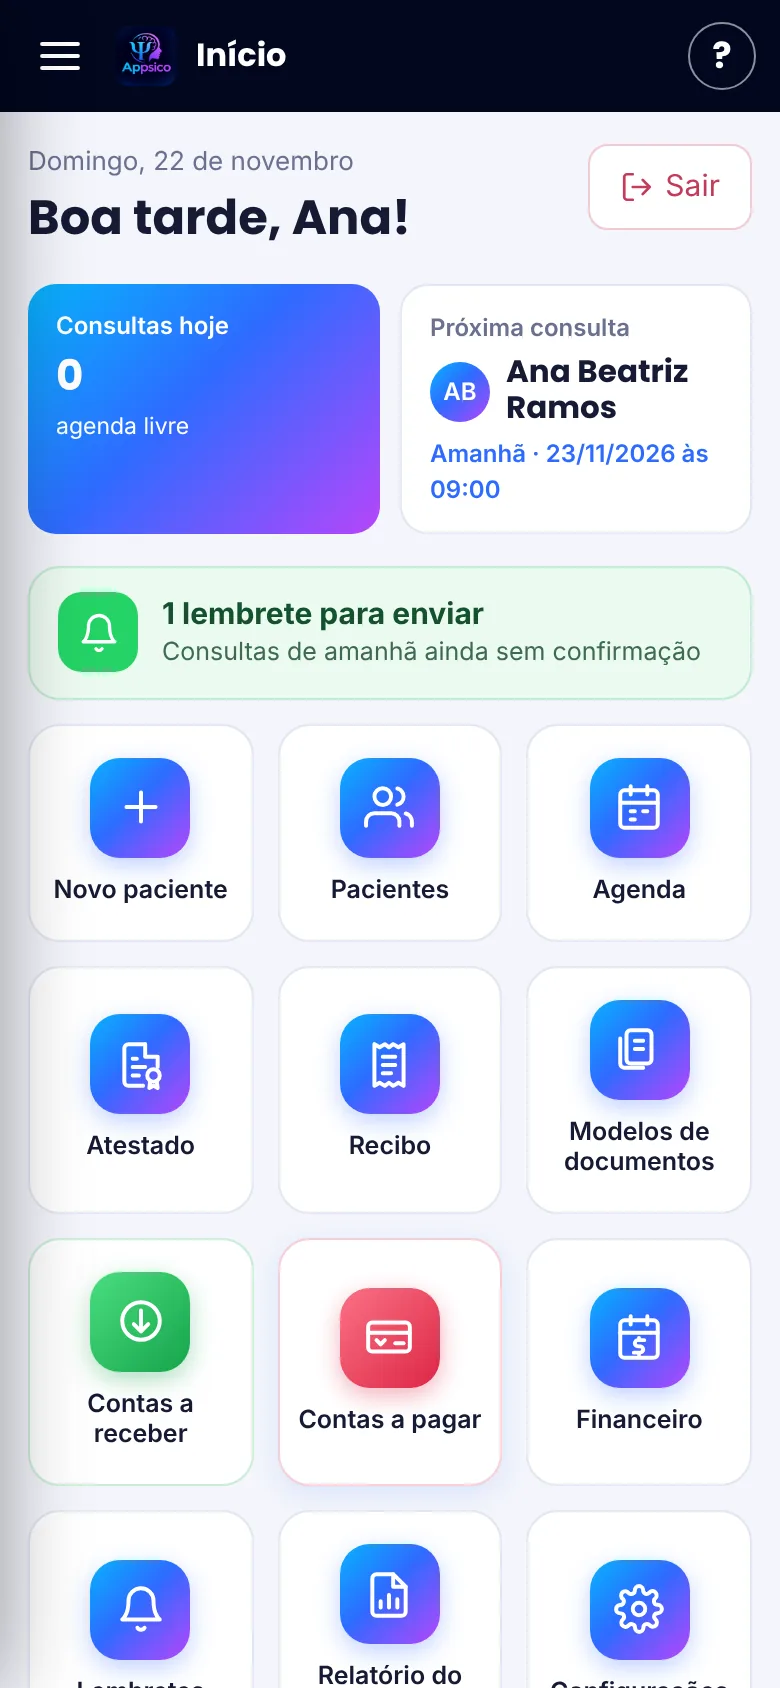 Appsico
Início
?
Domingo, 22 de novembro
Boa tarde, Ana!
Sair
Consultas hoje
0
agenda livre
Próxima consulta
AB
Ana Beatriz
Ramos
Amanhã · 23/11/2026 às
09:00
1 lembrete para enviar
Consultas de amanhã ainda sem confirmação
Novo paciente
Pacientes
Agenda
Atestado
Recibo
Modelos de
documentos
Contas a
receber
Contas a pagar
Financeiro
Lembretes
Relatório do
Configurações